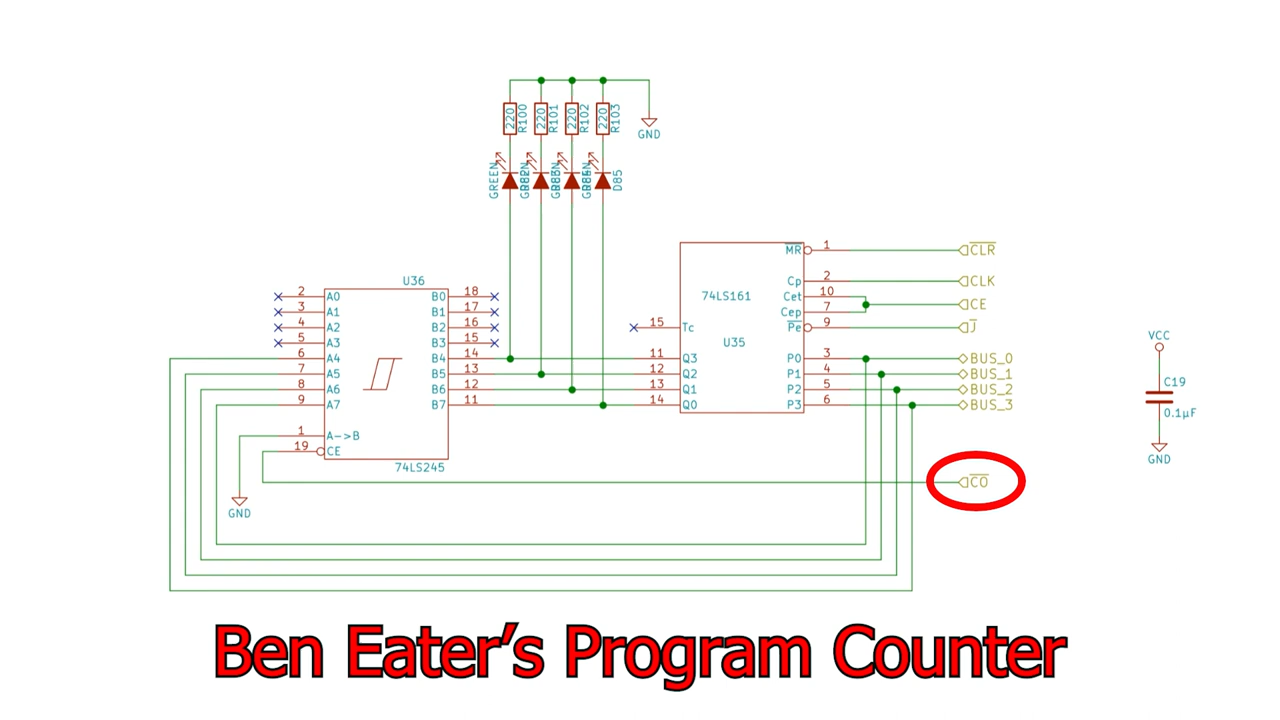 220 R100 220 R101 220 R102 220 R103
GND
GREEN GREEN GREEN GREEN D85
MR 1 CLR
U36 Cp 2 CLK
2 A0 B0 18 74LS161 Cet 10
3 A1 B1 17 Cep 7 CE
4 A2 B2 16 15 Tc Pe 9 J
5 A3 B3 15 U35 VCC
6 A4 B4 14 11 Q3 P0 3 BUS_0
7 A5 B5 13 12 Q2 P1 4 BUS_1
8 A6 B6 12 13 Q1 P2 5 BUS_2 C19
9 A7 B7 11 14 Q0 P3 6 BUS_3 0.1µF
1 A->B
19 CE GND
74LS245
CO
GND
Ben Eater's Program Counter